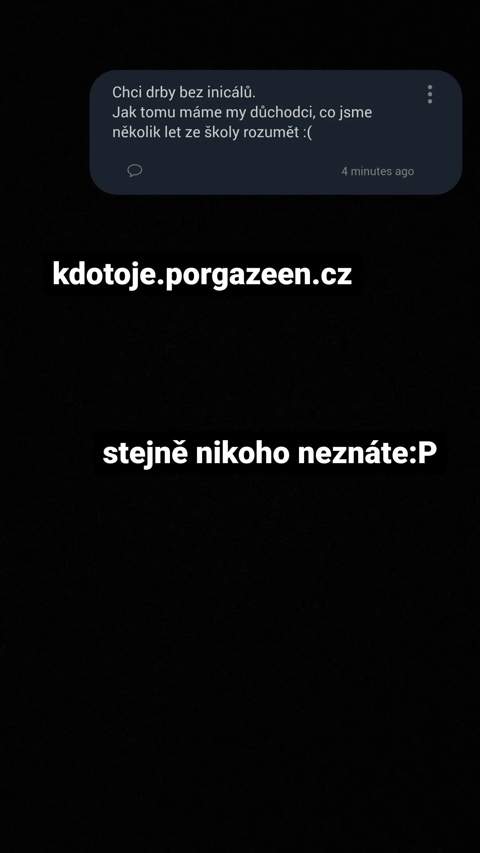 Chci drby bez inicálů.
Jak tomu máme my důchodci, co jsme
několik let ze školy rozumět :(
4 minutes ago
kdotoje.porgazeen.cz
stejně nikoho neznáte:P